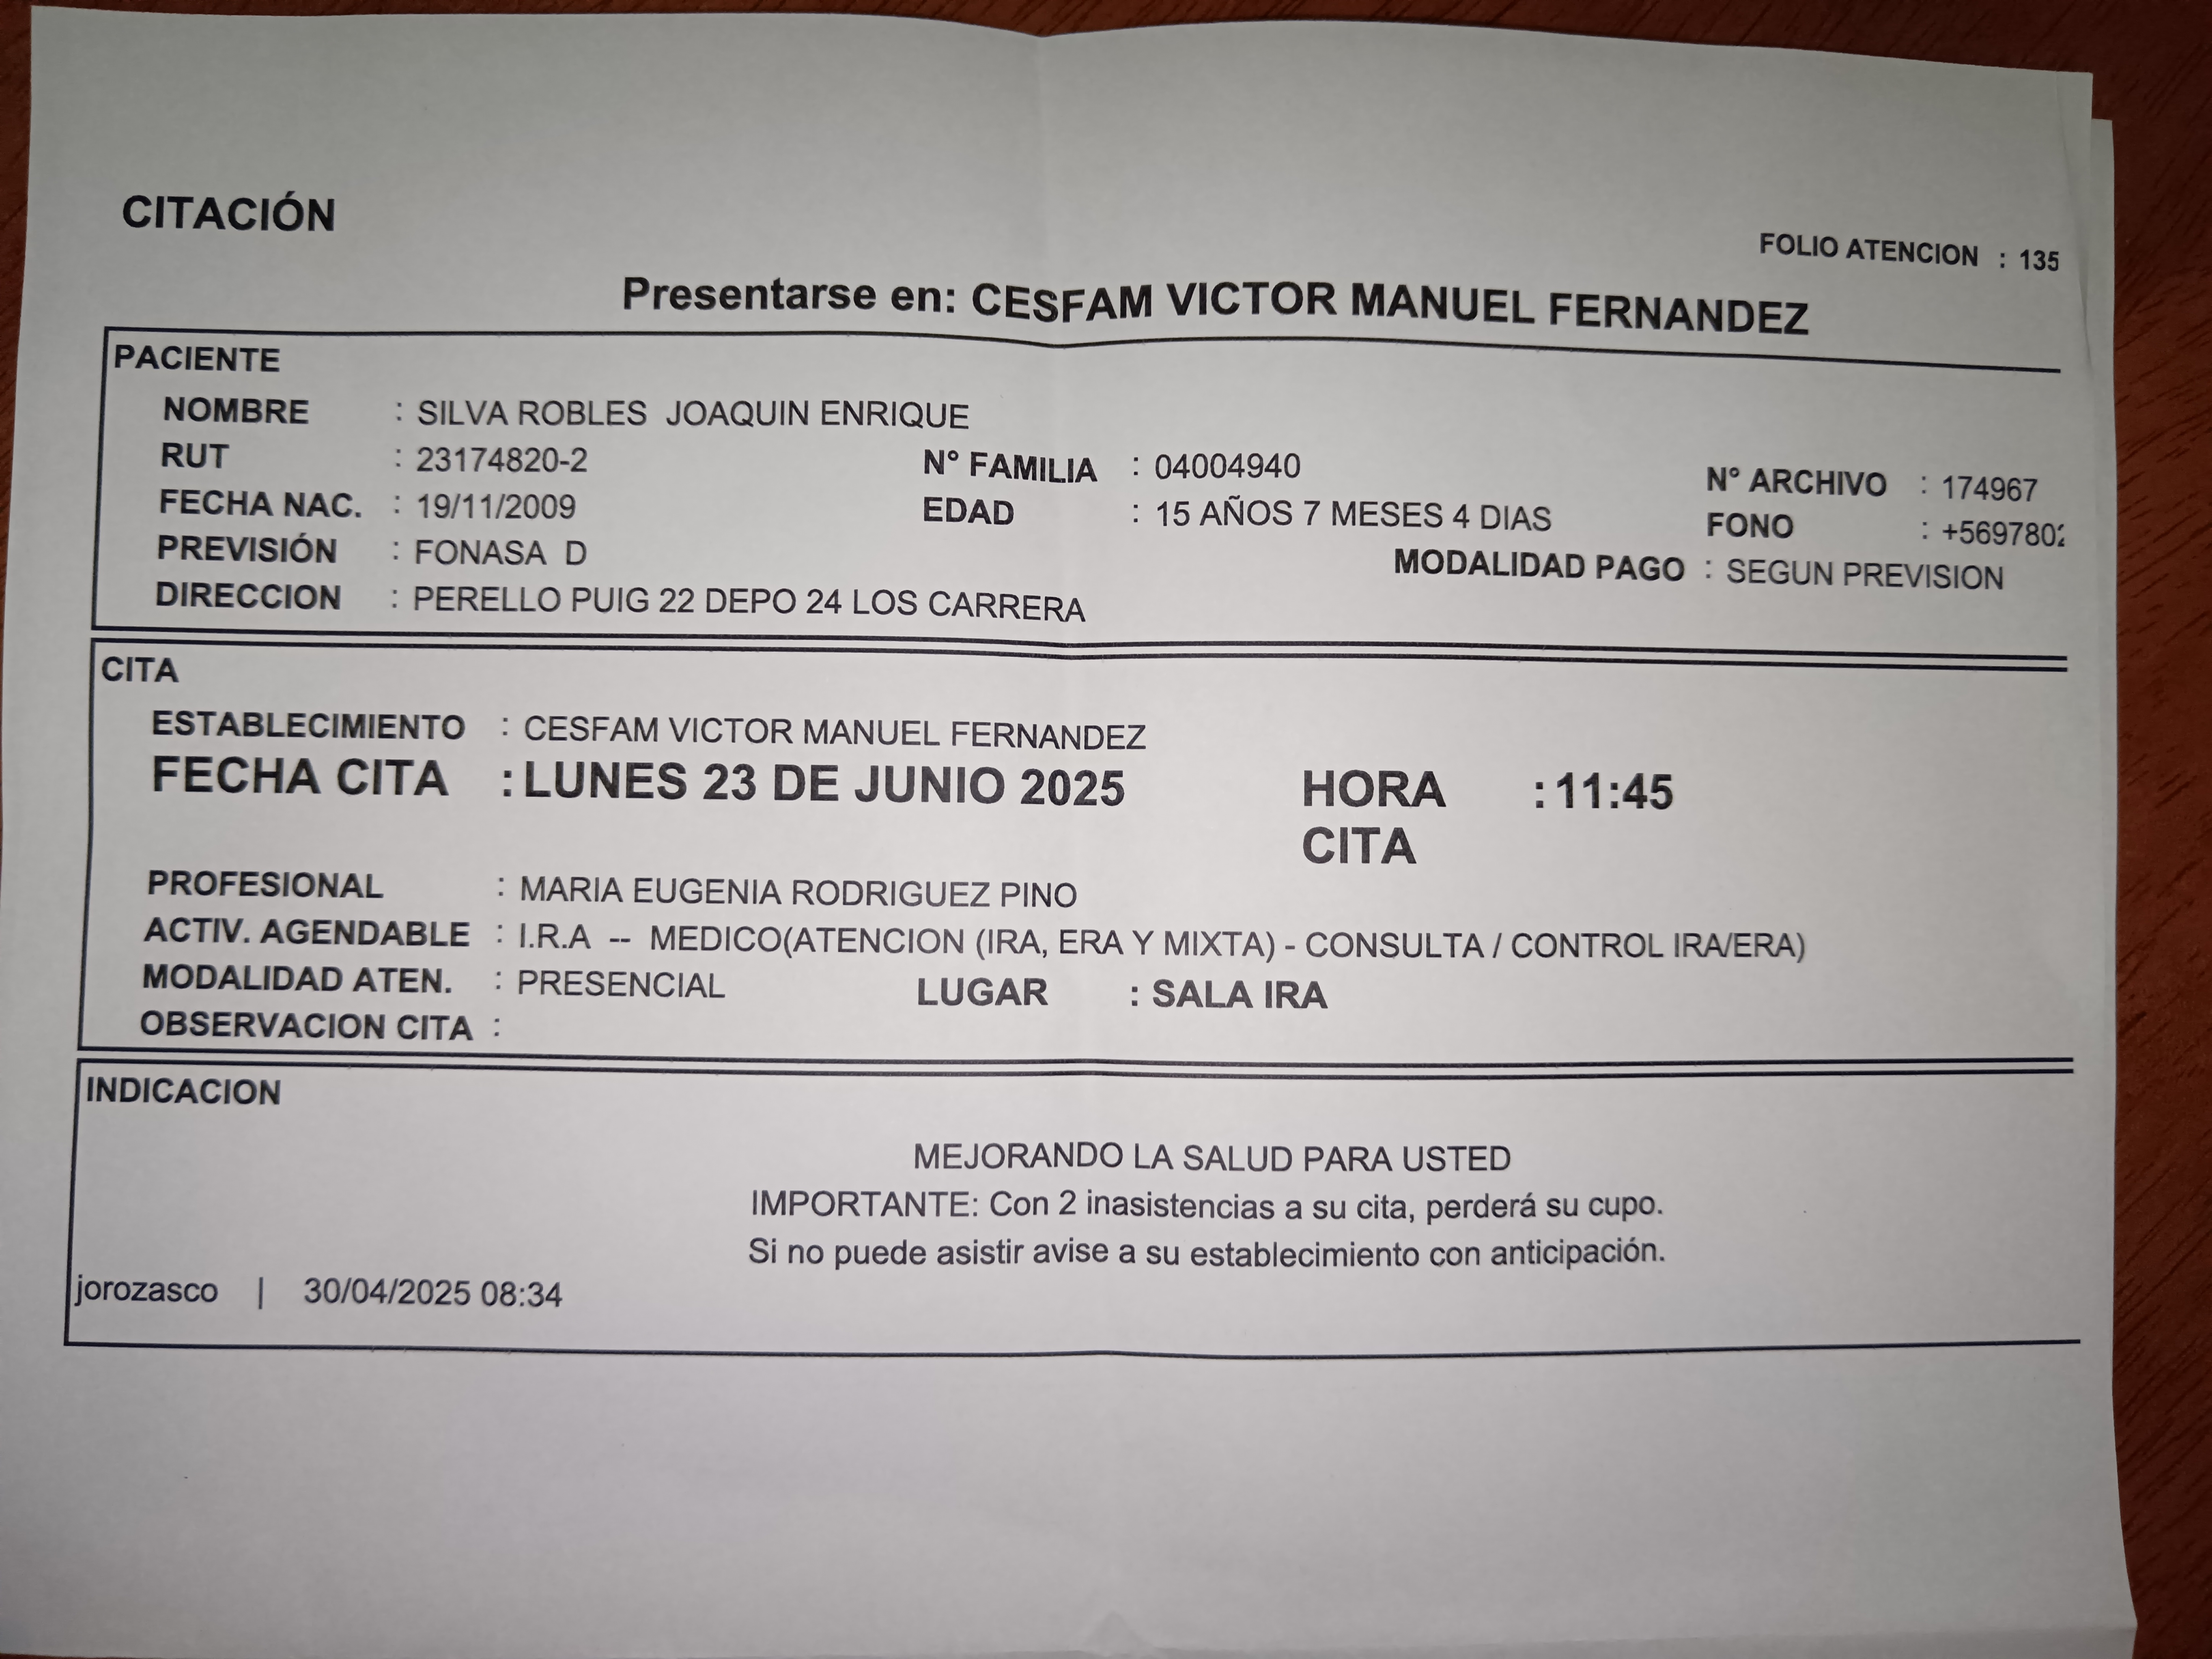 CITACIÓN
FOLIO ATENCION : 135
Presentarse en: CESFAM VICTOR MANUEL FERNANDEZ
PACIENTE
NOMBRE : SILVA ROBLES JOAQUIN ENRIQUE
RUT : 23174820-2 N° FAMILIA : 04004940 N° ARCHIVO : 174967
FECHA NAC. : 19/11/2009 EDAD : 15 AÑOS 7 MESES 4 DIAS FONO : +569780
PREVISIÓN : FONASA D MODALIDAD PAGO : SEGUN PREVISION
DIRECCION : PERELLO PUIG 22 DEPO 24 LOS CARRERA
CITA
ESTABLECIMIENTO : CESFAM VICTOR MANUEL FERNANDEZ
FECHA CITA : LUNES 23 DE JUNIO 2025 HORA : 11:45
CITA
PROFESIONAL : MARIA EUGENIA RODRIGUEZ PINO
ACTIV. AGENDABLE : I.R.A -- MEDICO(ATENCION (IRA, ERA Y MIXTA) - CONSULTA / CONTROL IRA/ERA)
MODALIDAD ATEN. : PRESENCIAL LUGAR : SALA IRA
OBSERVACION CITA :
INDICACION
MEJORANDO LA SALUD PARA USTED
IMPORTANTE: Con 2 inasistencias a su cita, perderá su cupo.
Si no puede asistir avise a su establecimiento con anticipación.
jorozasco | 30/04/2025 08:34